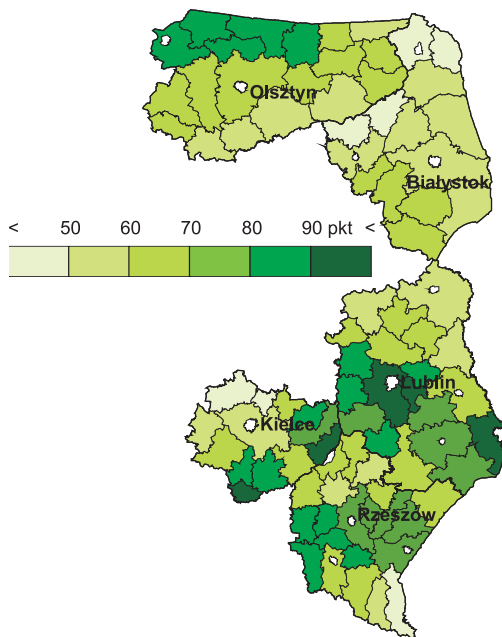 Olsztyn
Białystok
< 50 60 70 80 90 pkt <
Lublin
Kielce
Rzeszów